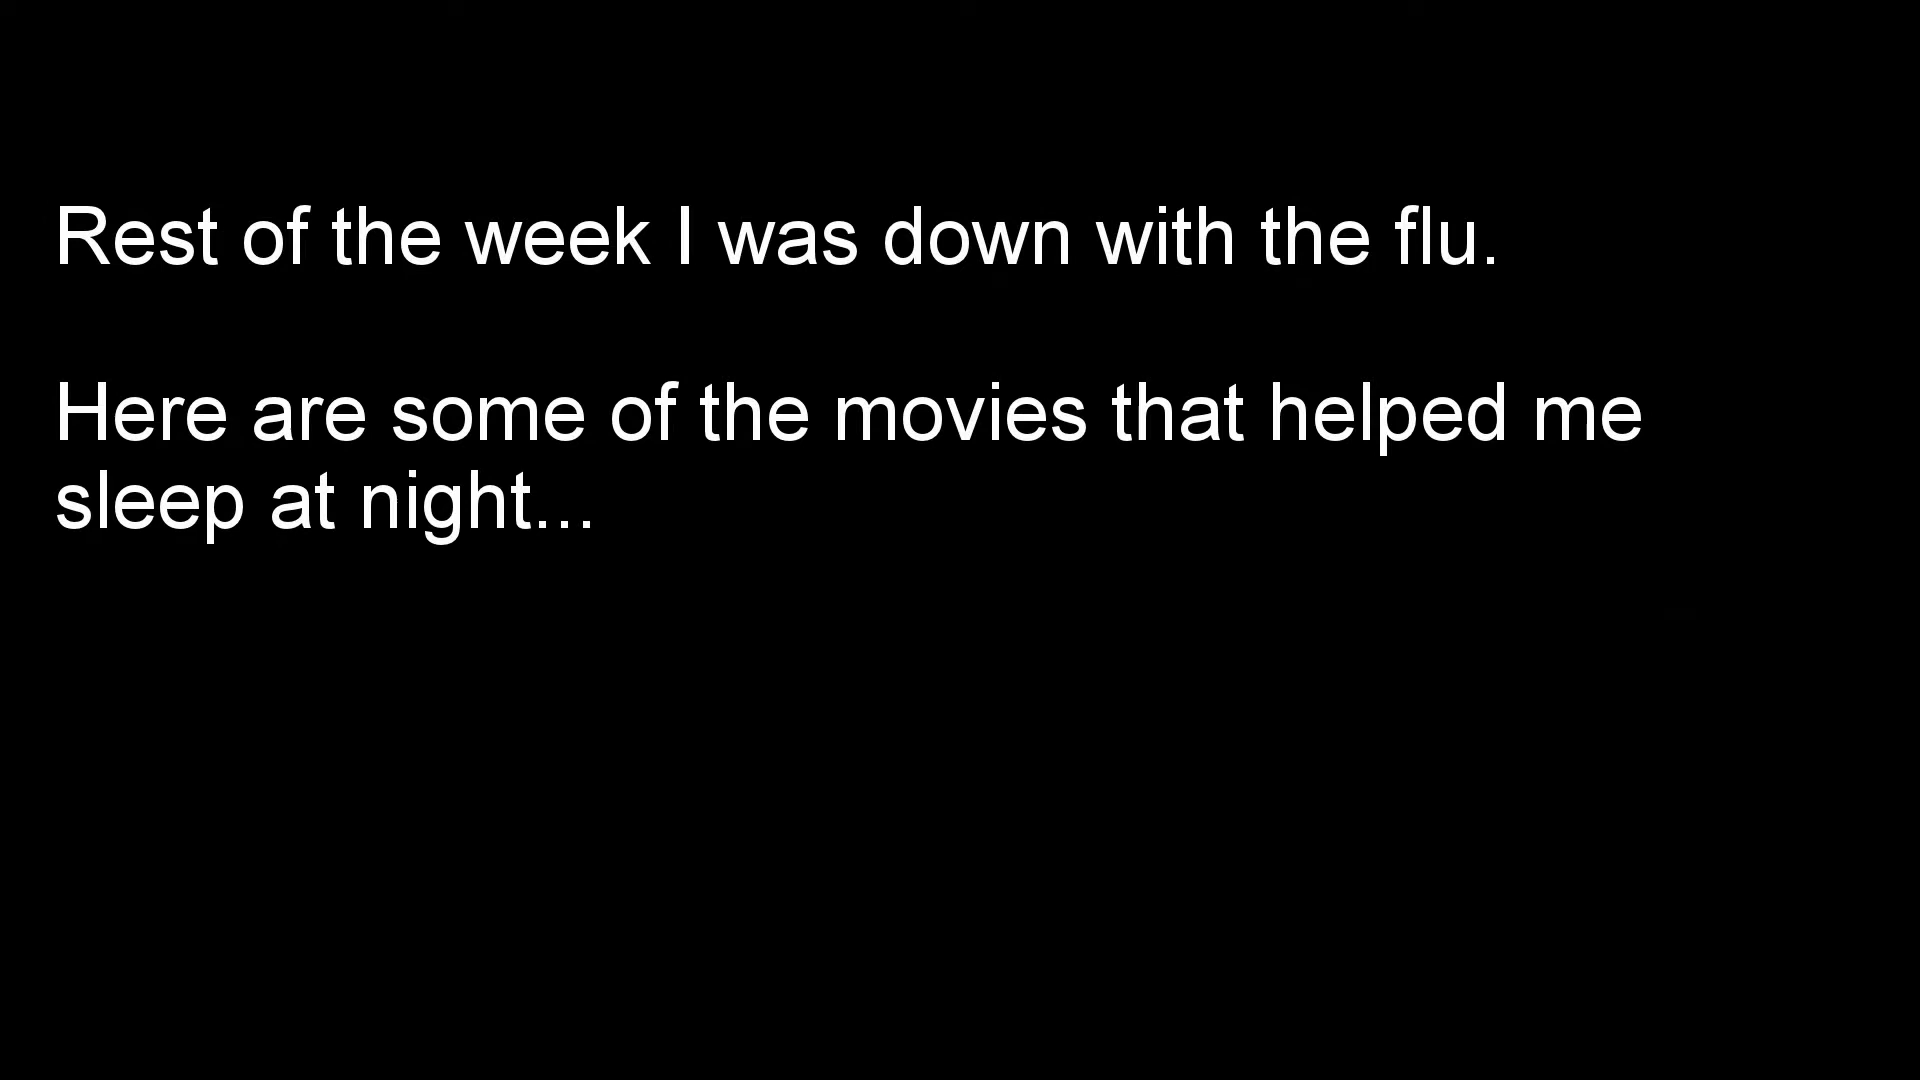 Rest of the week I was down with the flu.
Here are some of the movies that helped me
sleep at night...